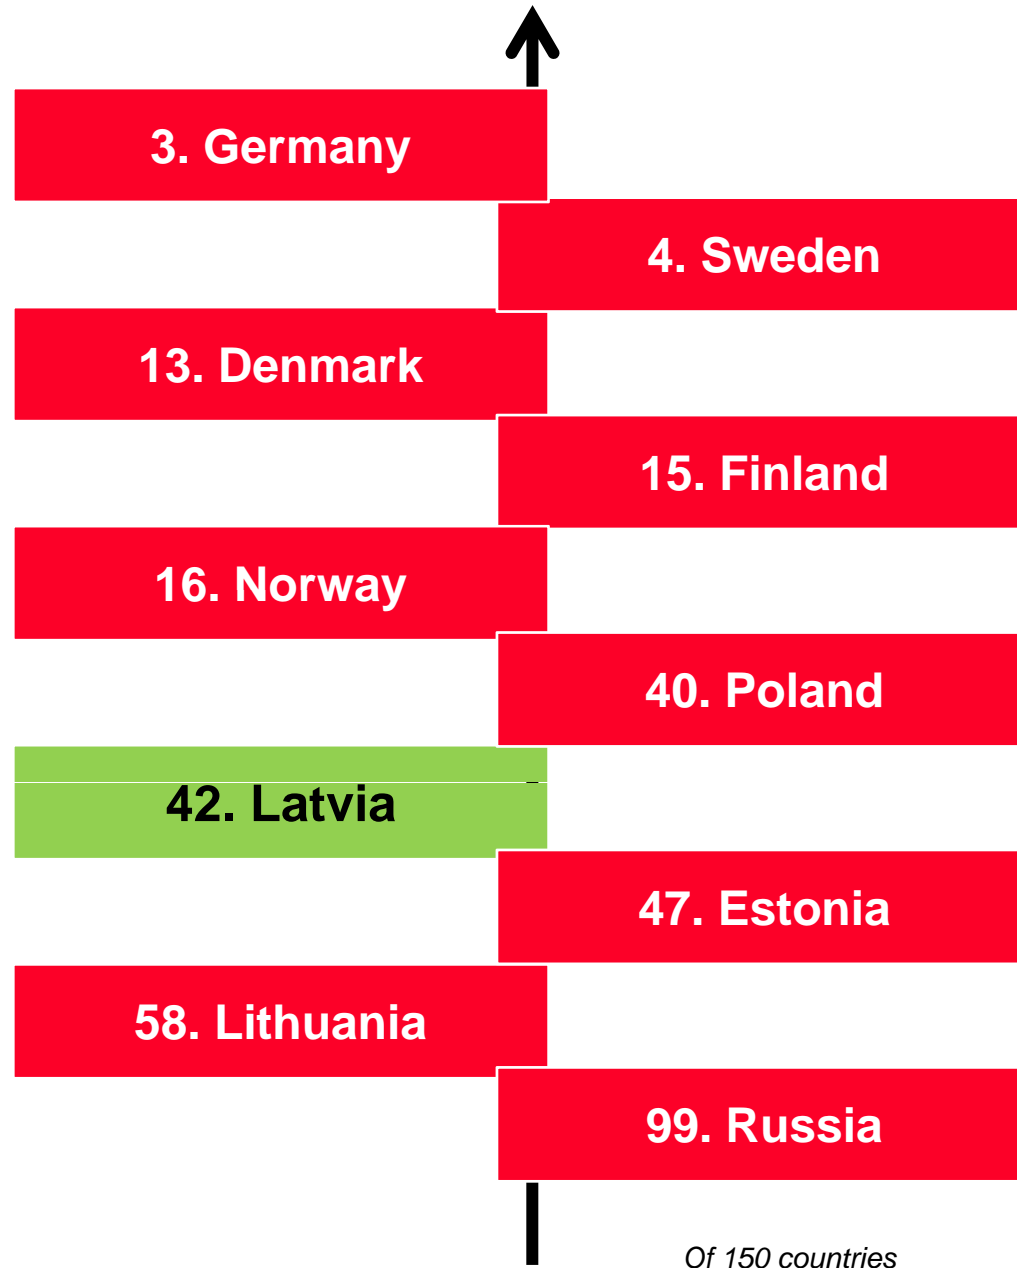 3. Germany
4. Sweden
13. Denmark
15. Finland
16. Norway
40. Poland
42. Latvia
47. Estonia
58. Lithuania
99. Russia
Of 150 countries